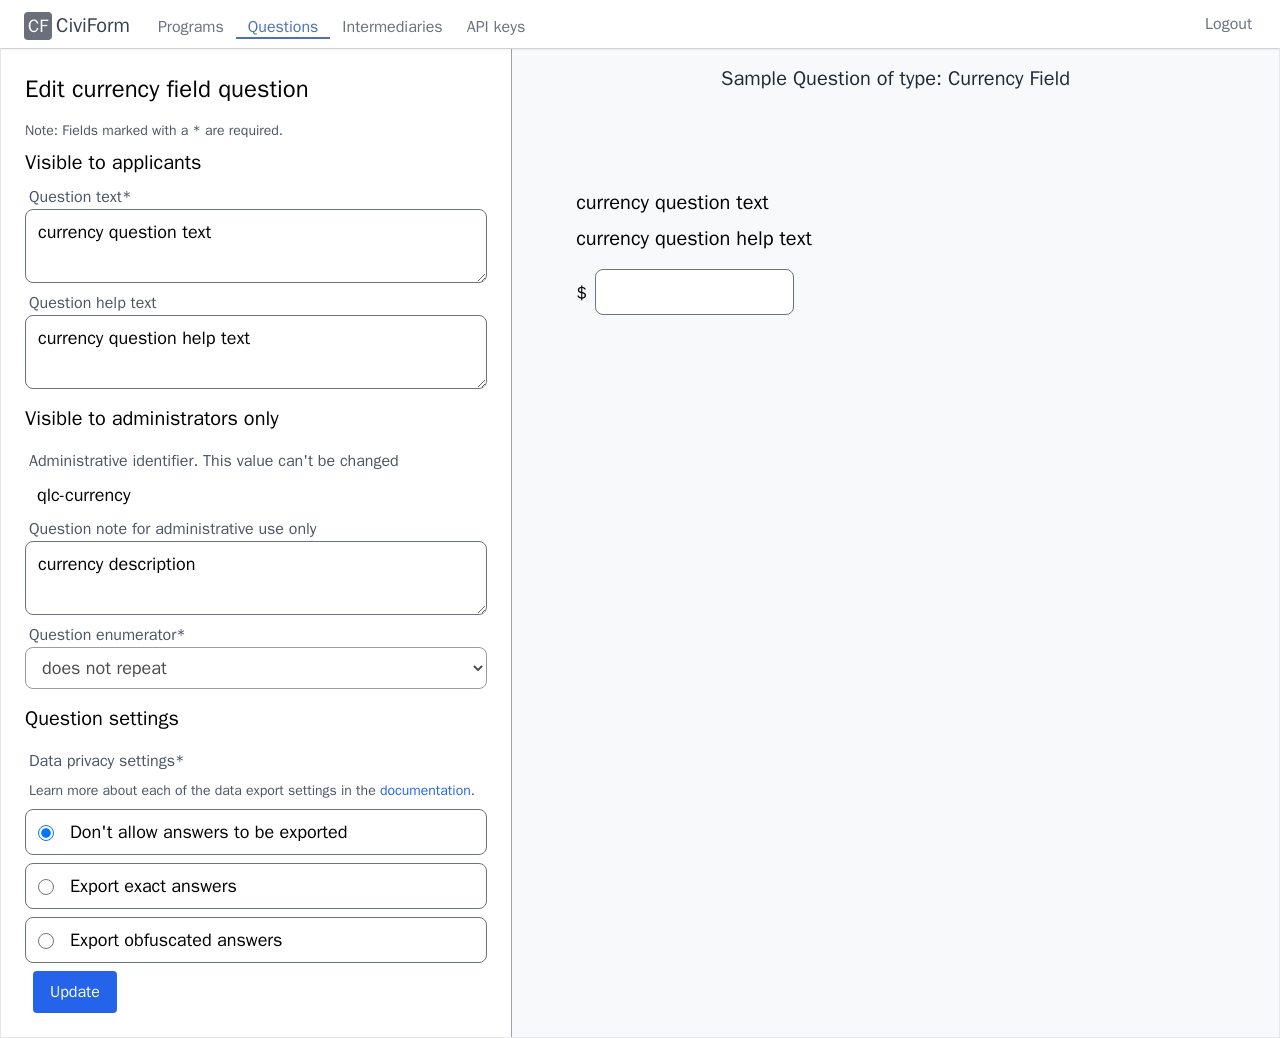 CF CiviForm Programs Questions Intermediaries API keys Logout
Edit currency field question
Note: Fields marked with a * are required.
Visible to applicants
Question text*
currency question text
Question help text
currency question help text
Visible to administrators only
Administrative identifier. This value can't be changed
qlc-currency
Question note for administrative use only
currency description
Question enumerator*
does not repeat
Question settings
Data privacy settings*
Learn more about each of the data export settings in the documentation.
Don't allow answers to be exported
Export exact answers
Export obfuscated answers
Update
Sample Question of type: Currency Field
currency question text
currency question help text
$